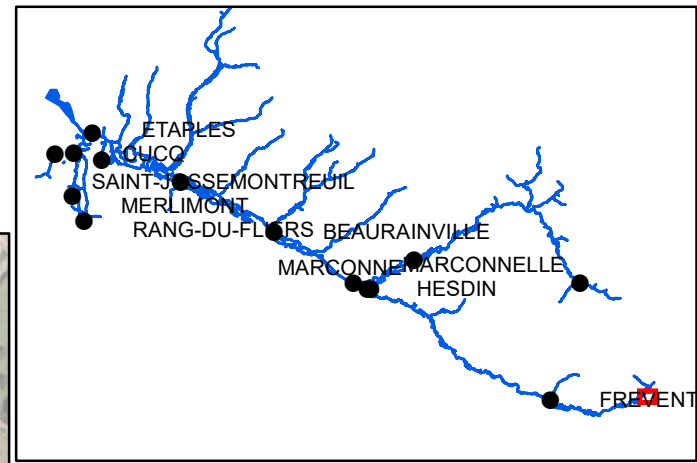 ETAPLES
CUCQ
SAINT-JOSSE
MONTREUIL
MERLIMONT
RANG-DU-FLIERS
BEAURAINVILLE
MARCONNE
MARCONNELLE
HESDIN
FREVENT